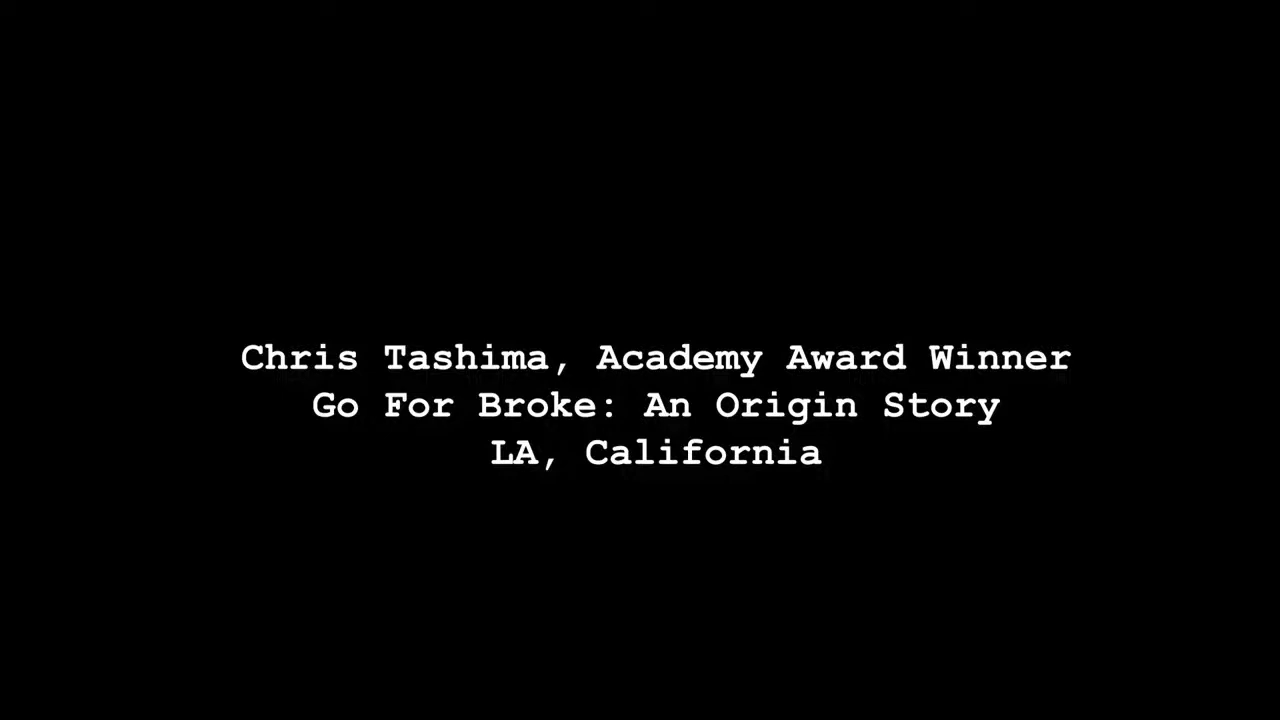 Chris Tashima, Academy Award Winner
Go For Broke: An Origin Story
LA, California